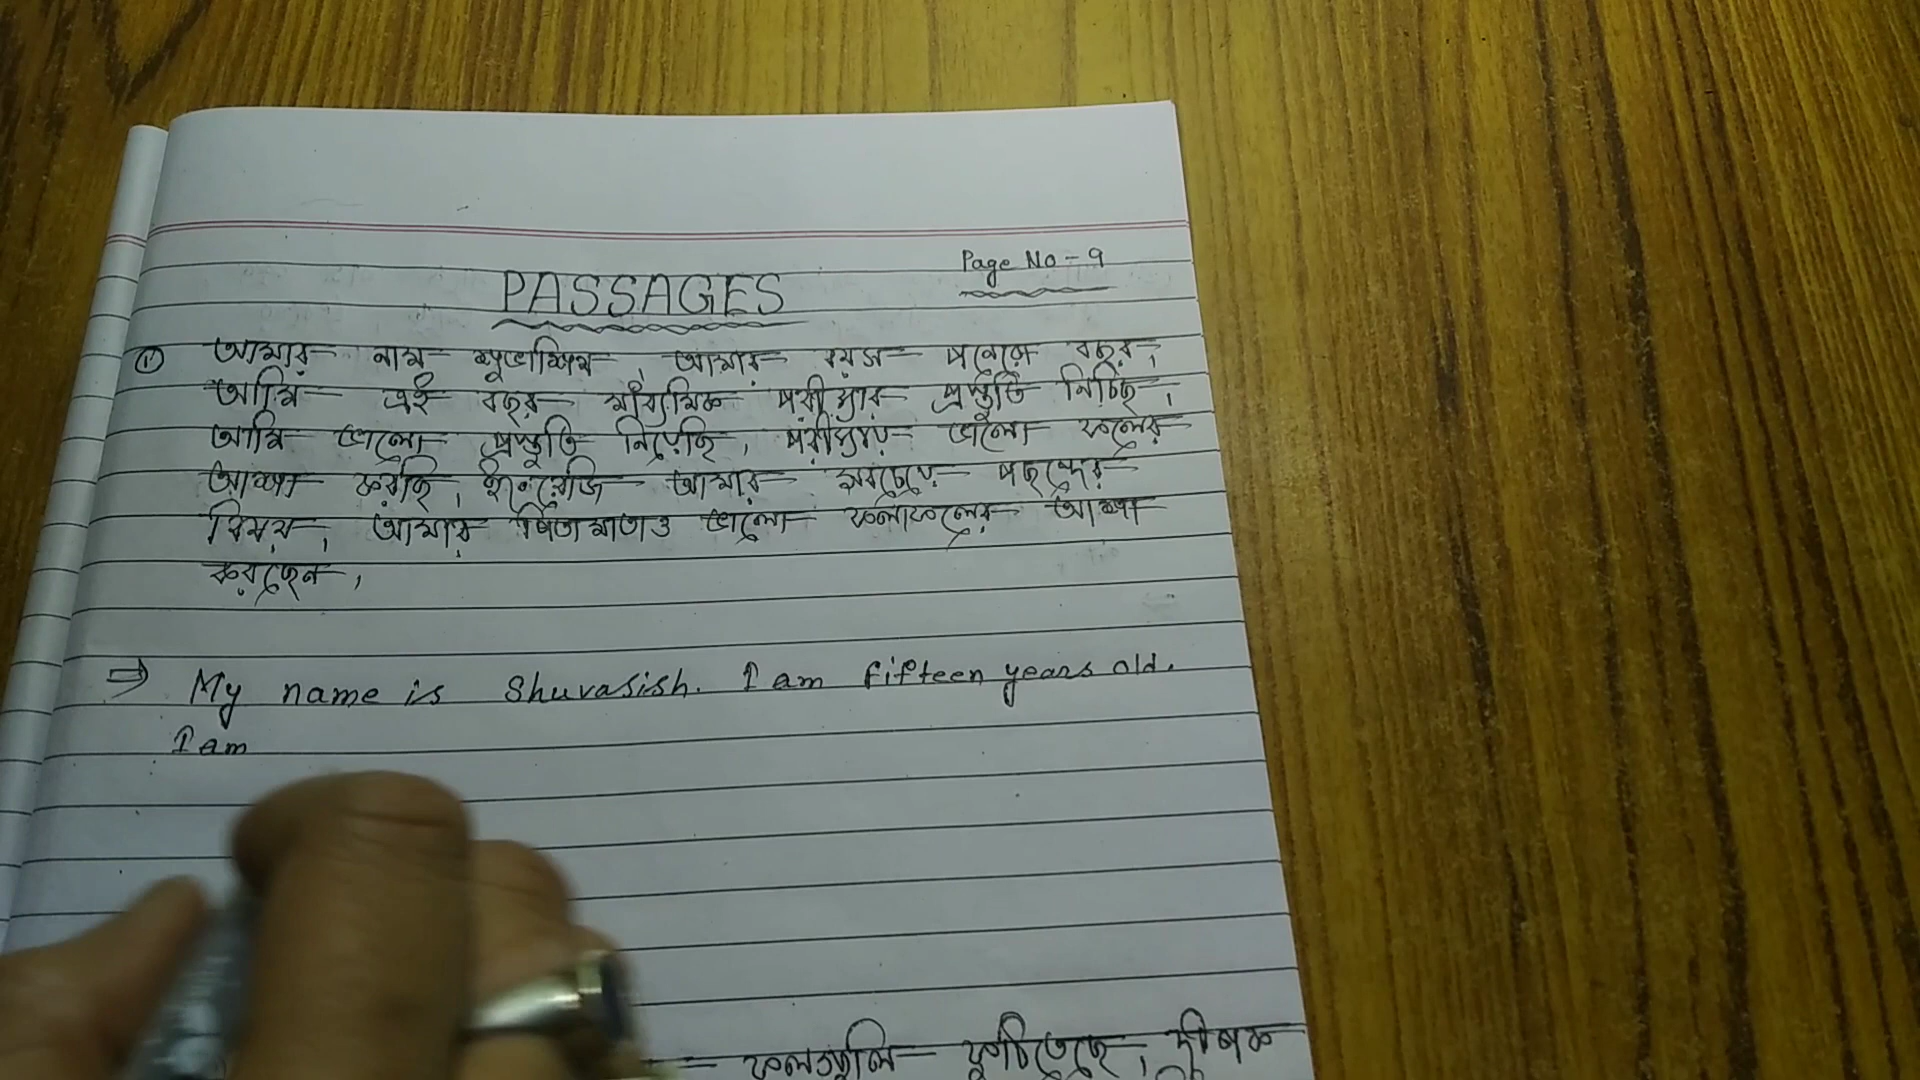 Page No - 9
PASSAGES
① আমার নাম শুভাশিষ, আমার বয়স পনেরো বছর।
আমি এই বছর মাধ্যমিক পরীক্ষার প্রস্তুতি নিচ্ছি।
আমি ভালো প্রস্তুতি নিয়েছি, পরীক্ষায় ভালো ফলের
আশা করছি। ইংরেজি আমার সবচেয়ে পছন্দের
বিষয়। আমার পিতামাতাও ভালো ফলাফলের আশা
করছেন।
⇒ My name is Shuvasish. I am fifteen years old.
I am
ফলগুলি ফুটিতেছে, কৃষক